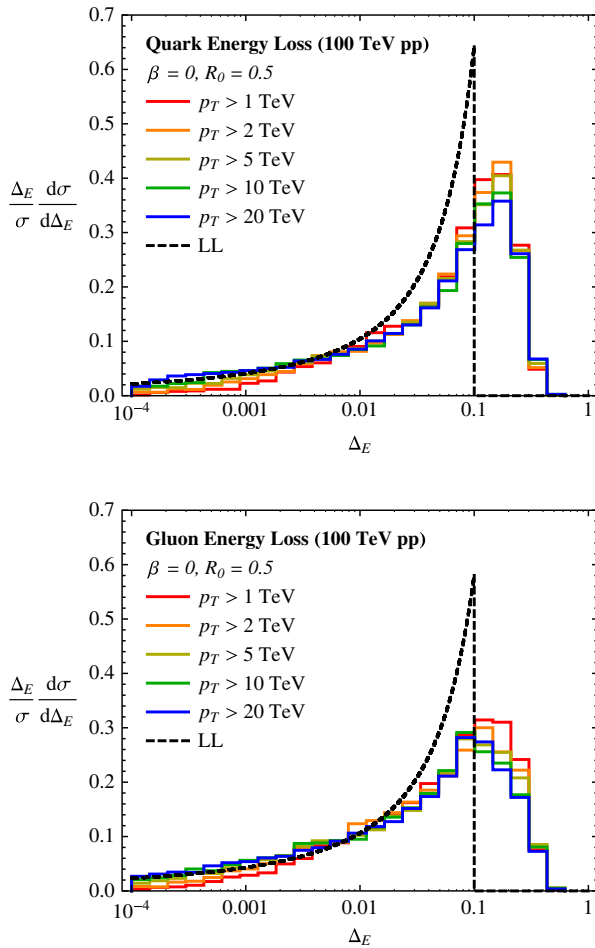 Quark Energy Loss (100 TeV pp)
β = 0, R₀ = 0.5
p_T > 1 TeV
p_T > 2 TeV
p_T > 5 TeV
p_T > 10 TeV
p_T > 20 TeV
LL
0.7
0.6
0.5
0.4
0.3
0.2
0.1
0.0
Δ_E/σ dσ/dΔ_E
10⁻⁴ 0.001 0.01 0.1 1
Δ_E
Gluon Energy Loss (100 TeV pp)
β = 0, R₀ = 0.5
p_T > 1 TeV
p_T > 2 TeV
p_T > 5 TeV
p_T > 10 TeV
p_T > 20 TeV
LL
0.7
0.6
0.5
0.4
0.3
0.2
0.1
0.0
Δ_E/σ dσ/dΔ_E
10⁻⁴ 0.001 0.01 0.1 1
Δ_E